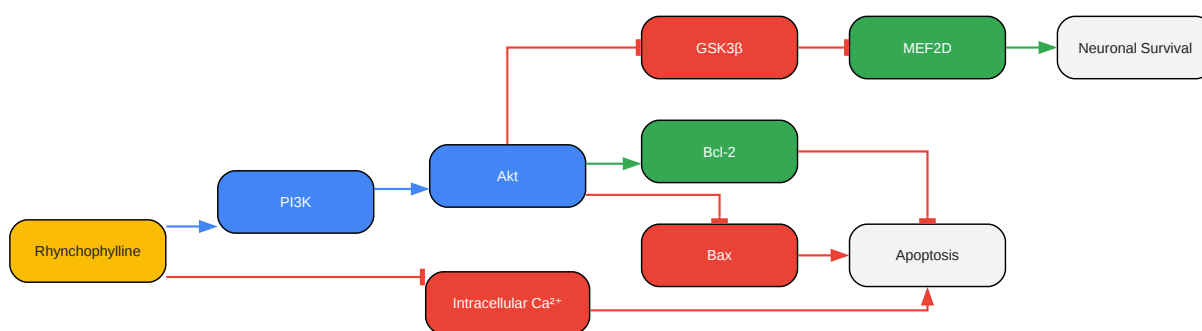 GSK3β
MEF2D
Neuronal Survival
Bcl-2
Akt
PI3K
Rhynchophylline
Bax
Apoptosis
Intracellular Ca²⁺